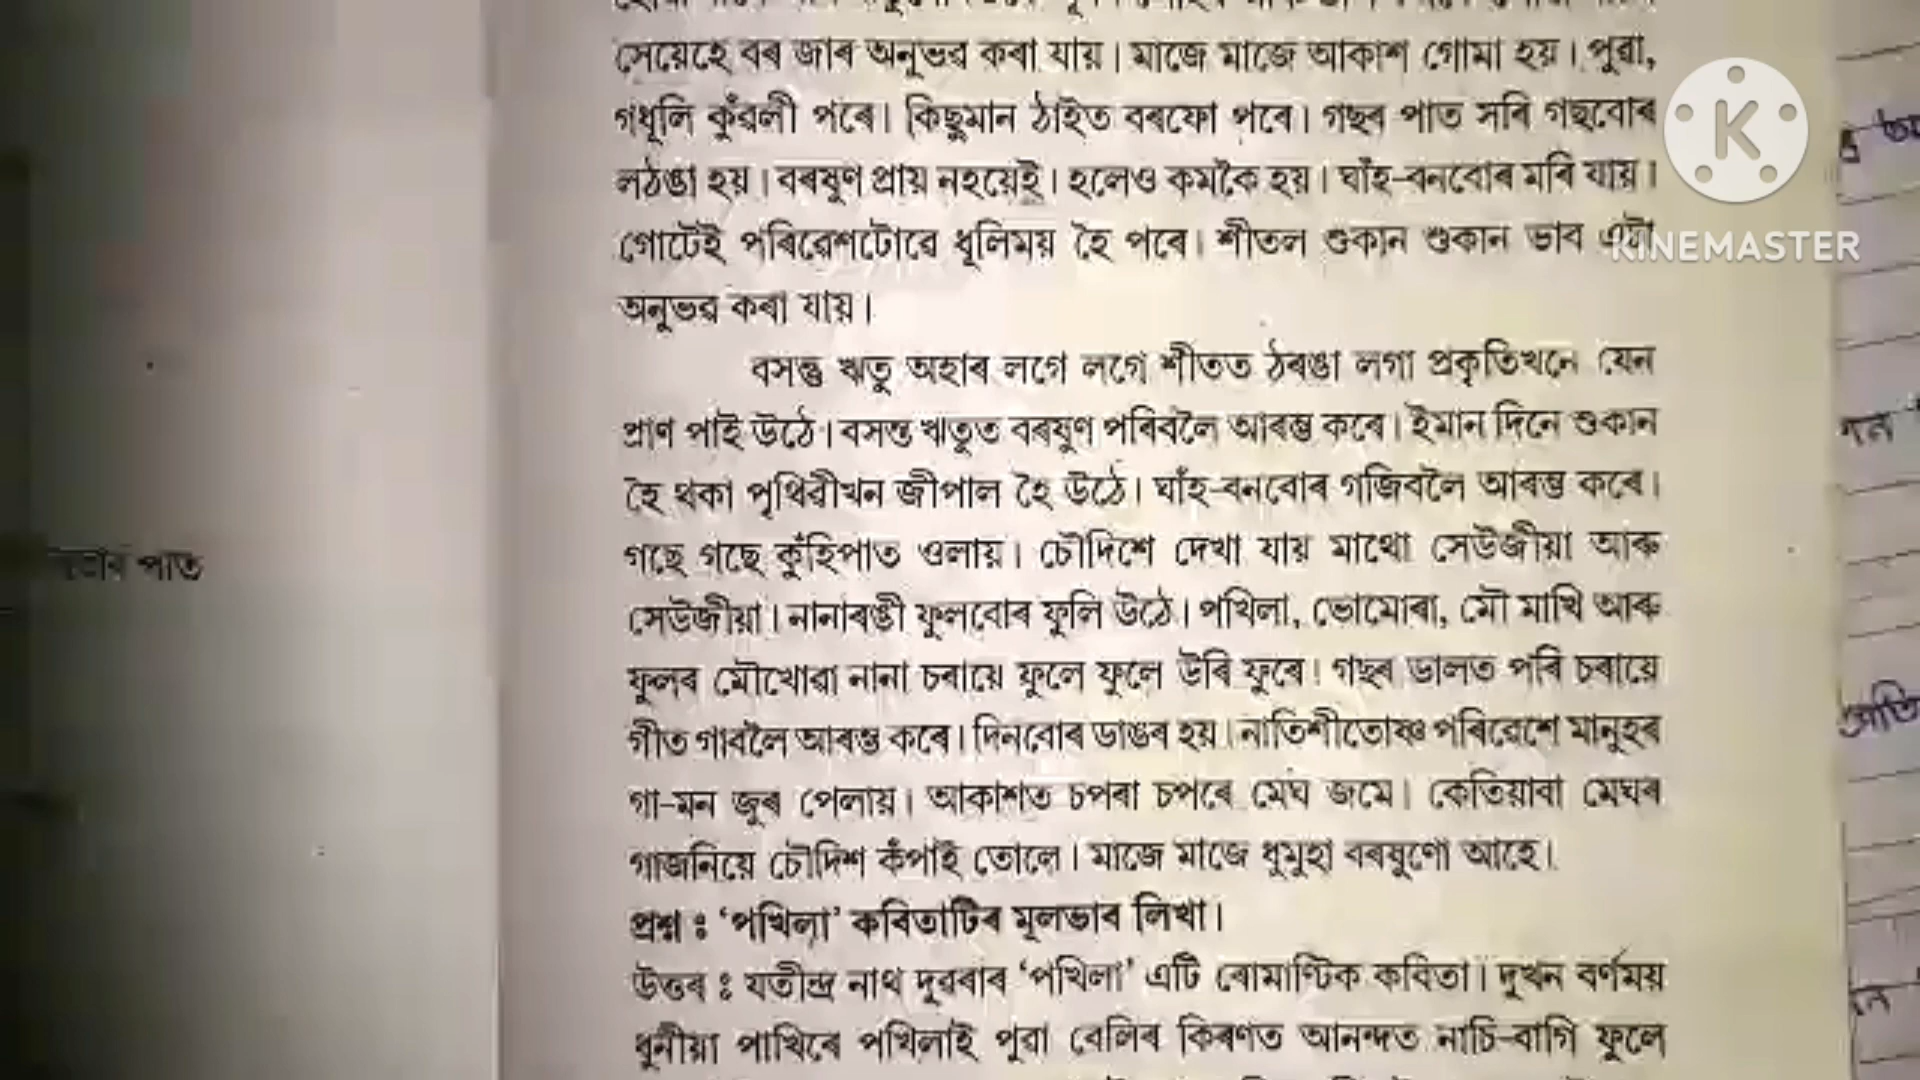 সেয়েহে বৰ জাৰ অনুভৱ কৰা যায়। মাজে মাজে আকাশ গোমা হয়। পুৱা,
গধূলি কুঁৱলী পৰে। কিছুমান ঠাইত বৰফো পৰে। গছৰ পাত সৰি গছবোৰ
লঠঙা হয়। বৰষুণ প্ৰায় নহয়েই। হলেও কমকৈ হয়। ঘাঁহ-বনবোৰ মৰি যায়।
গোটেই পৰিৱেশটোৱে ধূলিময় হৈ পৰে। শীতল শুকান শুকান ভাব এটা
অনুভৱ কৰা যায়।
বসন্ত ঋতু অহাৰ লগে লগে শীতত ঠৰঙা লগা প্ৰকৃতিখনে যেন
প্ৰাণ পাই উঠে। বসন্ত ঋতুত বৰষুণ পৰিবলৈ আৰম্ভ কৰে। ইমান দিনে শুকান
হৈ থকা পৃথিৱীখন জীপাল হৈ উঠে। ঘাঁহ-বনবোৰ গজিবলৈ আৰম্ভ কৰে।
গছে গছে কুঁহিপাত ওলায়। চৌদিশে দেখা যায় মাথো সেউজীয়া আৰু
সেউজীয়া। নানাৰঙী ফুলবোৰ ফুলি উঠে। পখিলা, ভোমোৰা, মৌ মাখি আৰু
ফুলৰ মৌখোৱা নানা চৰায়ে ফুলে ফুলে উৰি ফুৰে। গছৰ ডালত পৰি চৰায়ে
গীত গাবলৈ আৰম্ভ কৰে। দিনবোৰ ডাঙৰ হয়। নাতিশীতোষ্ণ পৰিৱেশে মানুহৰ
গা-মন জুৰ পেলায়। আকাশত চপৰা চপৰে মেঘ জমে। কেতিয়াবা মেঘৰ
গাজনিয়ে চৌদিশ কঁপাই তোলে। মাজে মাজে ধুমুহা বৰষুণো আহে।
প্ৰশ্ন : ‘পখিলা’ কবিতাটিৰ মূলভাৱ লিখা।
উত্তৰ : যতীন্দ্ৰ নাথ দুৱৰাৰ ‘পখিলা’ এটি ৰোমাণ্টিক কবিতা। দুখন বৰ্ণময়
ধুনীয়া পাখিৰে পখিলাই পুৱা বেলিৰ কিৰণত আনন্দত নাচি-বাগি ফুলে
পাত
K
KINEMASTER